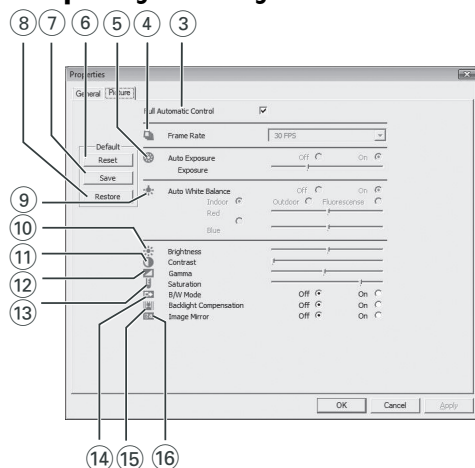 8 7 6 5 4 3
Properties
General Picture
Full Automatic Control
Frame Rate 30 FPS
Default
Reset
Save
Restore
Auto Exposure Off On
Exposure
9
Auto White Balance Off On
Indoor Outdoor Fluorescense
Red
Blue
10
11
12
13
Brightness
Contrast
Gamma
Saturation
B/W Mode Off On
Backlight Compensation Off On
Image Mirror Off On
OK Cancel Apply
14 15 16